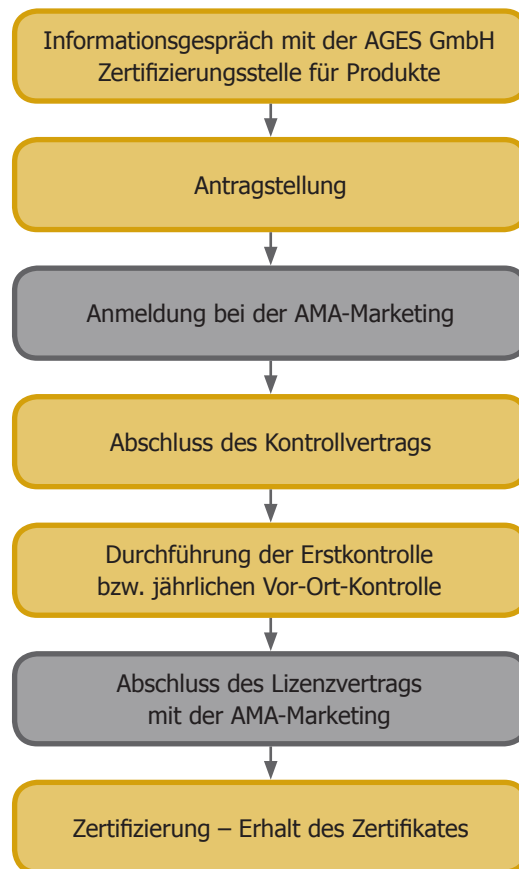 Informationsgespräch mit der AGES GmbH
Zertifizierungsstelle für Produkte
Antragstellung
Anmeldung bei der AMA-Marketing
Abschluss des Kontrollvertrags
Durchführung der Erstkontrolle
bzw. jährlichen Vor-Ort-Kontrolle
Abschluss des Lizenzvertrags
mit der AMA-Marketing
Zertifizierung – Erhalt des Zertifikates